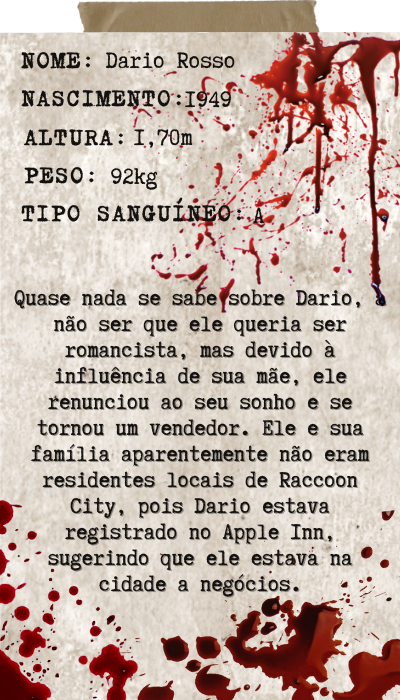 NOME: Dario Rosso
NASCIMENTO:1949
ALTURA: 1,70m
PESO: 92kg
TIPO SANGUÍNEO: A
Quase nada se sabe sobre Dario,
não ser que ele queria ser
romancista, mas devido à
influência de sua mãe, ele
renunciou ao seu sonho e se
tornou um vendedor. Ele e sua
família aparentemente não eram
residentes locais de Raccoon
City, pois Dario estava
registrado no Apple Inn,
sugerindo que ele estava na
cidade a negócios.